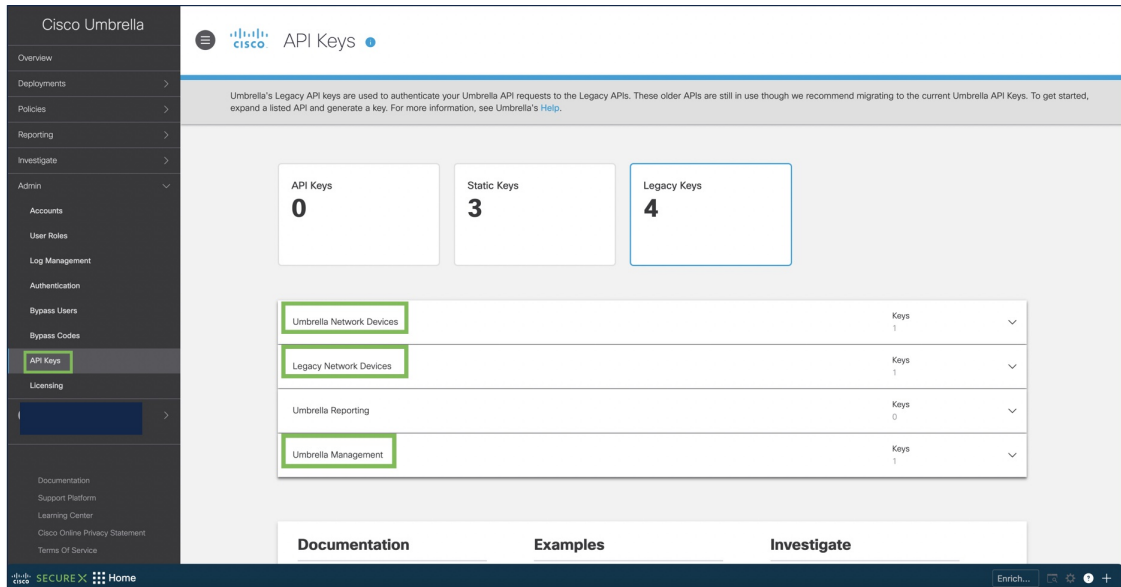 Cisco Umbrella
Overview
Deployments
Policies
Reporting
Investigate
Admin
Accounts
User Roles
Log Management
Authentication
Bypass Users
Bypass Codes
API Keys
Licensing
Documentation
Support Platform
Learning Center
Cisco Online Privacy Statement
Terms Of Service
CISCO
API Keys
Umbrella's Legacy API keys are used to authenticate your Umbrella API requests to the Legacy APIs. These older APIs are still in use though we recommend migrating to the current Umbrella API Keys. To get started,
expand a listed API and generate a key. For more information, see Umbrella's Help.
API Keys
0
Static Keys
3
Legacy Keys
4
Umbrella Network Devices
Keys
1
Legacy Network Devices
Keys
1
Umbrella Reporting
Keys
0
Umbrella Management
Keys
1
Documentation
Examples
Investigate
CISCO SECUREX Home
Enrich...